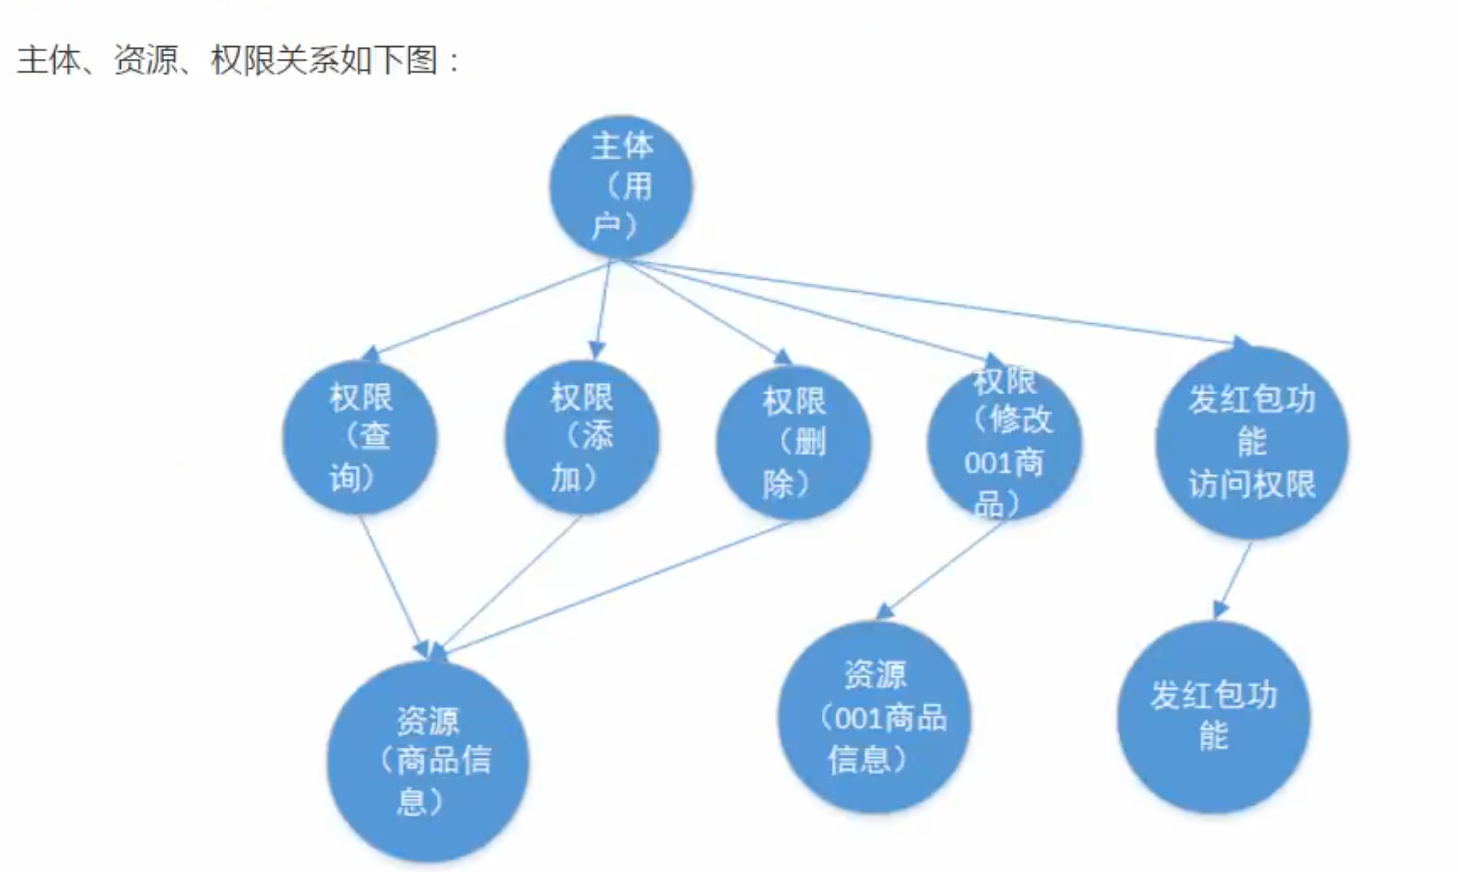 主体、资源、权限关系如下图：
主体
（用
户）
权限
（查
询）
权限
（添
加）
权限
（删
除）
权限
（修改
001商
品）
发红包功
能
访问权限
资源
（商品信
息）
资源
（001商品
信息）
发红包功
能